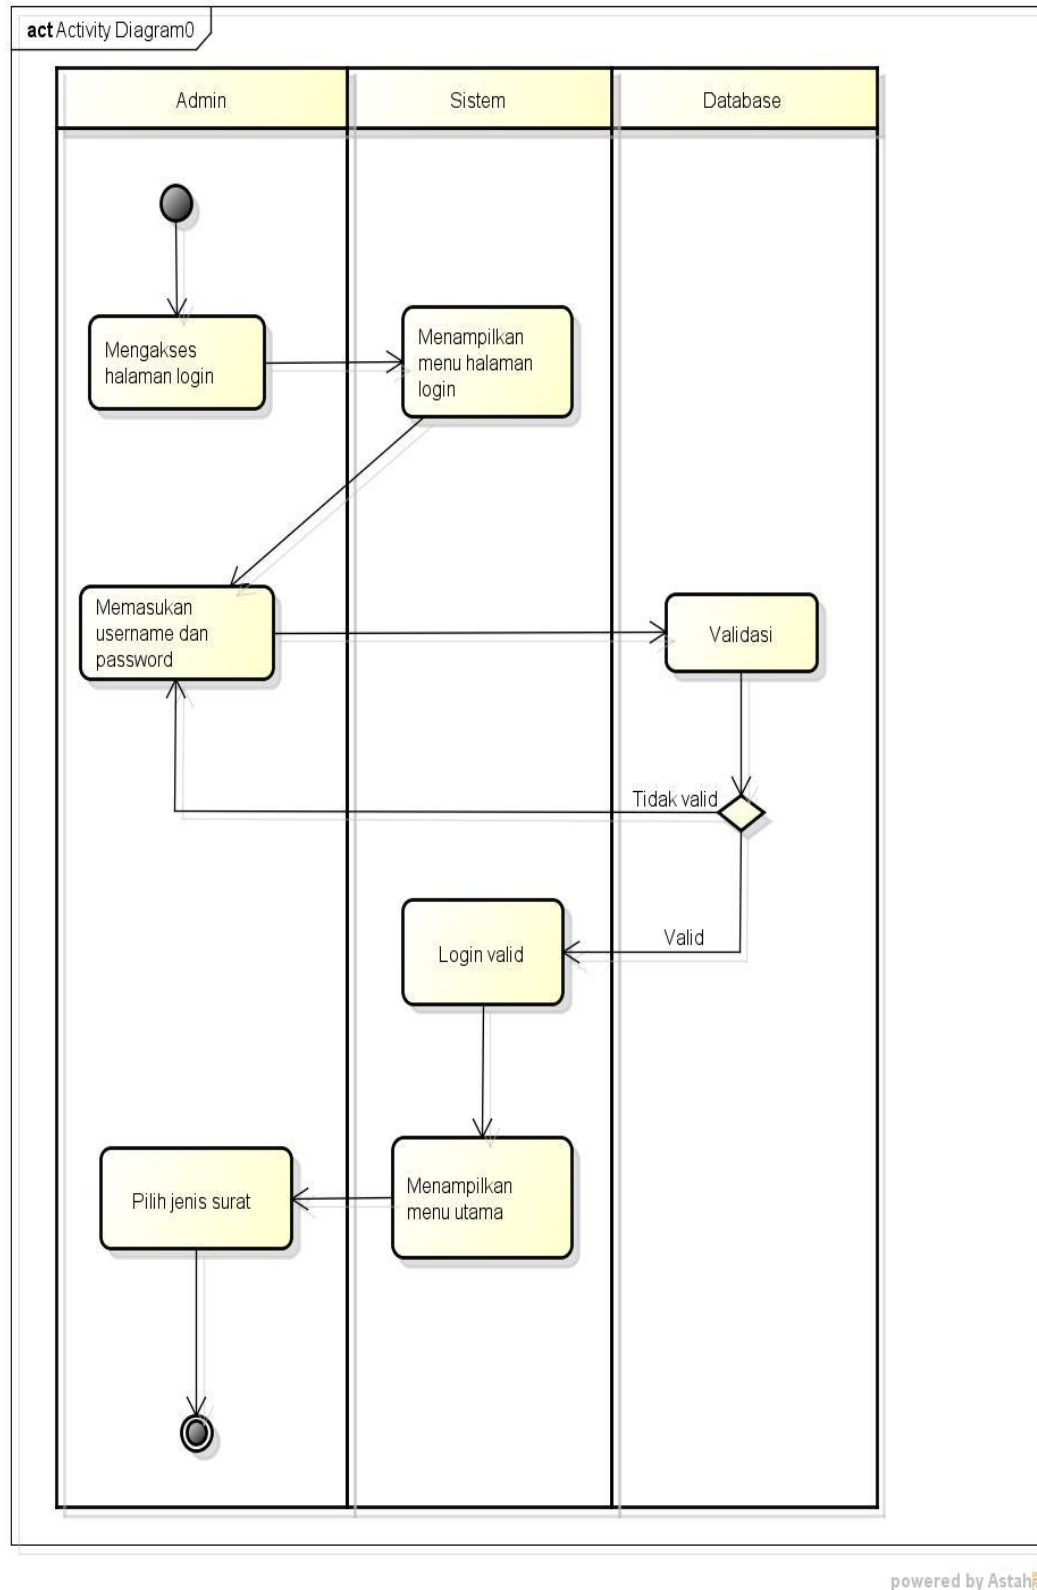 act Activity Diagram0
Admin
Sistem
Database
Mengakses
halaman login
Menampilkan
menu halaman
login
Memasukan
username dan
password
Validasi
Tidak valid
Valid
Login valid
Pilih jenis surat
Menampilkan
menu utama
powered by Astah